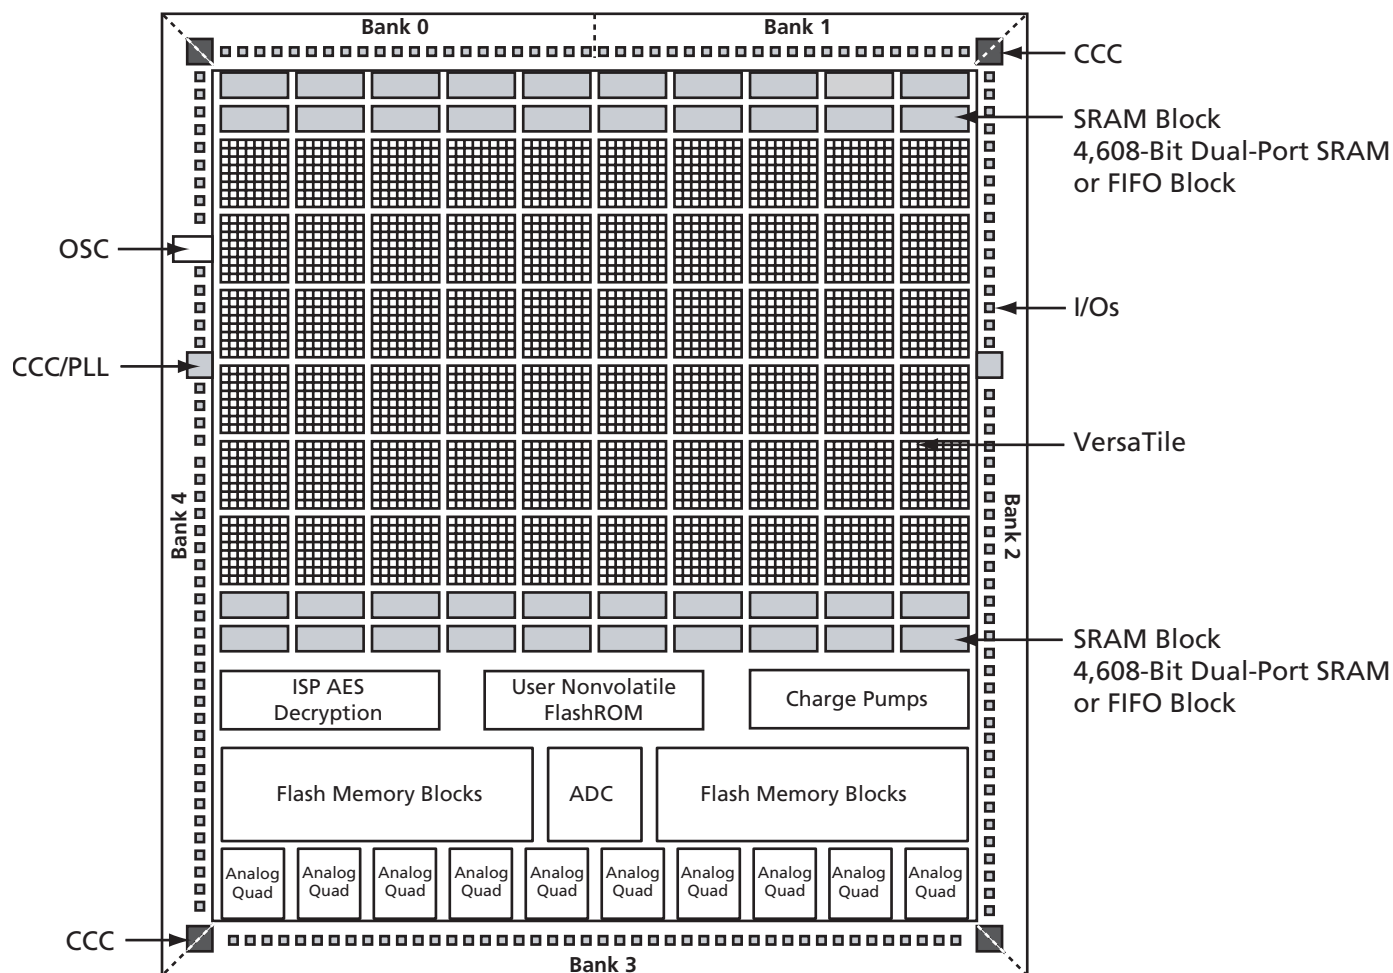 Bank 0
Bank 1
CCC
SRAM Block
4,608-Bit Dual-Port SRAM
or FIFO Block
OSC
I/Os
CCC/PLL
VersaTile
Bank 4
Bank 2
SRAM Block
4,608-Bit Dual-Port SRAM
or FIFO Block
ISP AES
Decryption
User Nonvolatile
FlashROM
Charge Pumps
Flash Memory Blocks
ADC
Flash Memory Blocks
Analog
Quad
Analog
Quad
Analog
Quad
Analog
Quad
Analog
Quad
Analog
Quad
Analog
Quad
Analog
Quad
Analog
Quad
Analog
Quad
CCC
Bank 3